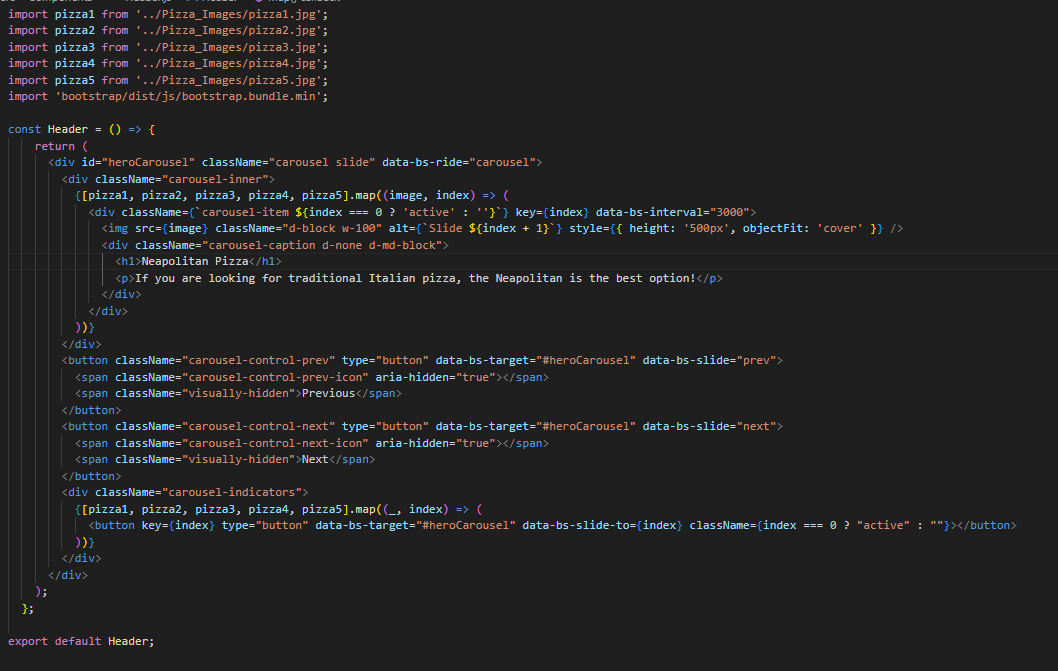 import pizza1 from '../Pizza_Images/pizza1.jpg';
import pizza2 from '../Pizza_Images/pizza2.jpg';
import pizza3 from '../Pizza_Images/pizza3.jpg';
import pizza4 from '../Pizza_Images/pizza4.jpg';
import pizza5 from '../Pizza_Images/pizza5.jpg';
import 'bootstrap/dist/js/bootstrap.bundle.min';
const Header = () => {
return (
<div id="heroCarousel" className="carousel slide" data-bs-ride="carousel">
<div className="carousel-inner">
{[pizza1, pizza2, pizza3, pizza4, pizza5].map((image, index) => (
<div className={`carousel-item ${index === 0 ? 'active' : ''}`} key={index} data-bs-interval="3000">
<img src={image} className="d-block w-100" alt={`Slide ${index + 1}`} style={{ height: '500px', objectFit: 'cover' }} />
<div className="carousel-caption d-none d-md-block">
<h1>Neapolitan Pizza</h1>
<p>If you are looking for traditional Italian pizza, the Neapolitan is the best option!</p>
</div>
</div>
))}
</div>
<button className="carousel-control-prev" type="button" data-bs-target="#heroCarousel" data-bs-slide="prev">
<span className="carousel-control-prev-icon" aria-hidden="true"></span>
<span className="visually-hidden">Previous</span>
</button>
<button className="carousel-control-next" type="button" data-bs-target="#heroCarousel" data-bs-slide="next">
<span className="carousel-control-next-icon" aria-hidden="true"></span>
<span className="visually-hidden">Next</span>
</button>
<div className="carousel-indicators">
{[pizza1, pizza2, pizza3, pizza4, pizza5].map((_, index) => (
<button key={index} type="button" data-bs-target="#heroCarousel" data-bs-slide-to={index} className={index === 0 ? "active" : ""}></button>
))}
</div>
</div>
);
};
export default Header;